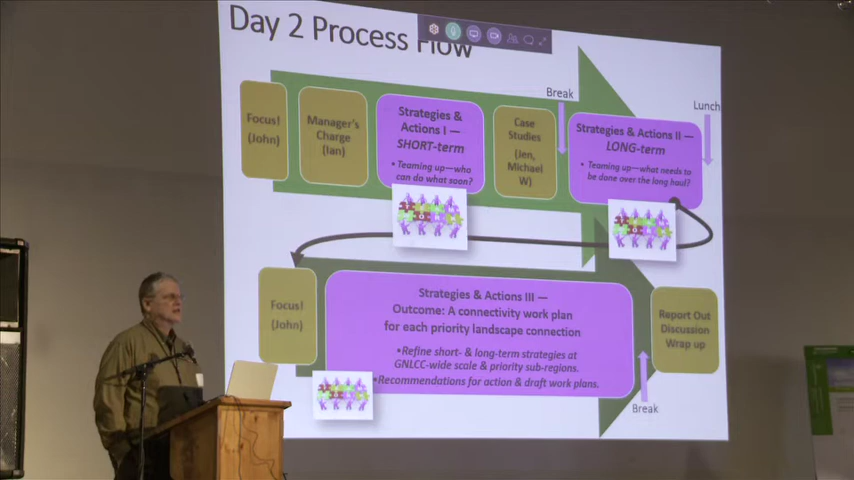 Day 2 Process Flow
Break
Lunch
Focus!
(John)
Manager's
Charge
(Ian)
Strategies &
Actions I —
SHORT-term
• Teaming up—who
can do what soon?
Case
Studies
(Jen,
Michael
W)
Strategies & Actions II —
LONG-term
• Teaming up—what needs to
be done over the long haul?
Focus!
(John)
Strategies & Actions III —
Outcome: A connectivity work plan
for each priority landscape connection
• Refine short- & long-term strategies at
GNLCC-wide scale & priority sub-regions.
• Recommendations for action & draft work plans.
Report Out
Discussion
Wrap up
Break